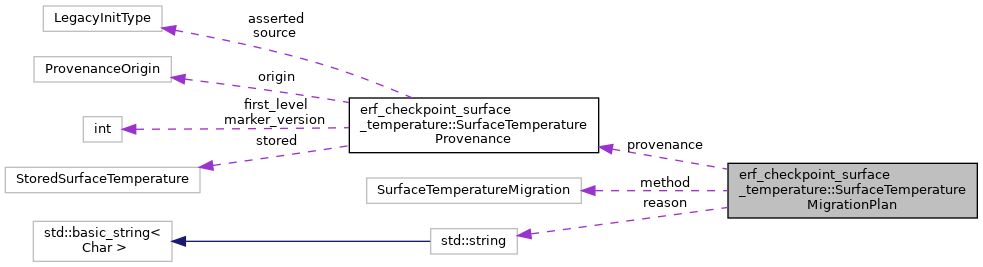 LegacyInitType
asserted
source
ProvenanceOrigin
origin
erf_checkpoint_surface
_temperature::SurfaceTemperature
Provenance
first_level
marker_version
int
stored
StoredSurfaceTemperature
provenance
erf_checkpoint_surface
_temperature::SurfaceTemperature
MigrationPlan
SurfaceTemperatureMigration
method
reason
std::basic_string<
Char >
std::string